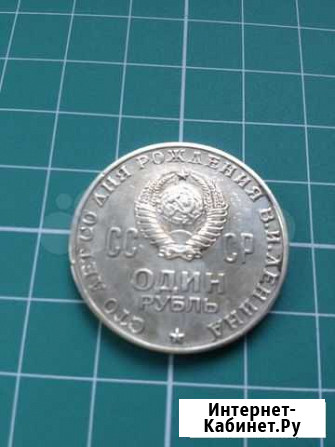 СТО ЛЕТ СО ДНЯ РОЖДЕНИЯ В.И.ЛЕНИНА
СС СР
ОДИН
РУБЛЬ
Интернет-
Кабинет.Ру